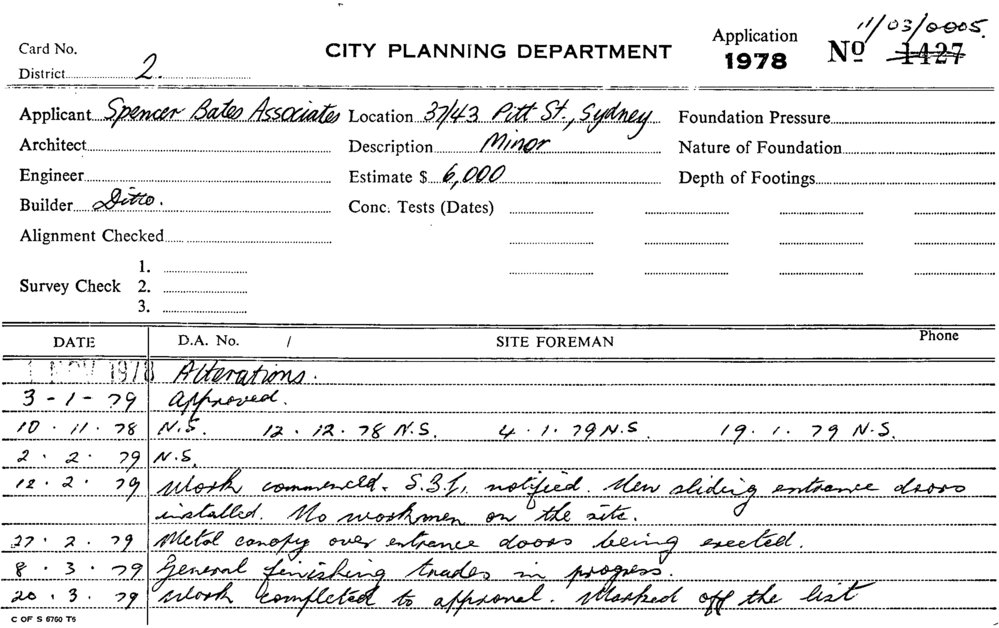 Card No.
District 2.
CITY PLANNING DEPARTMENT
Application
1978
No 1427
11/03/0005.
Applicant Spencer Bates Associates
Location 37/43 Pitt St., Sydney
Foundation Pressure
Architect
Description Minor
Nature of Foundation
Engineer
Estimate $ 6,000
Depth of Footings
Builder Ditto.
Conc. Tests (Dates)
Alignment Checked
Survey Check
1.
2.
3.
DATE D.A. No. / SITE FOREMAN Phone
1 NOV 1978 Alterations.
3-1-79 Approved.
10.11.78 N.S. 12.12.78 N.S. 4.1.79 N.S. 19.1.79 N.S.
2.2.79 N.S.
12.2.79 Work commenced. notified. New sliding entrance doors
installed. No workmen on the site.
27.2.79 Metal canopy over entrance doors being erected.
8.3.79 General finishing trades in progress.
20.3.79 Work completed to approval. Marked off the list
C OF S 6760 T6